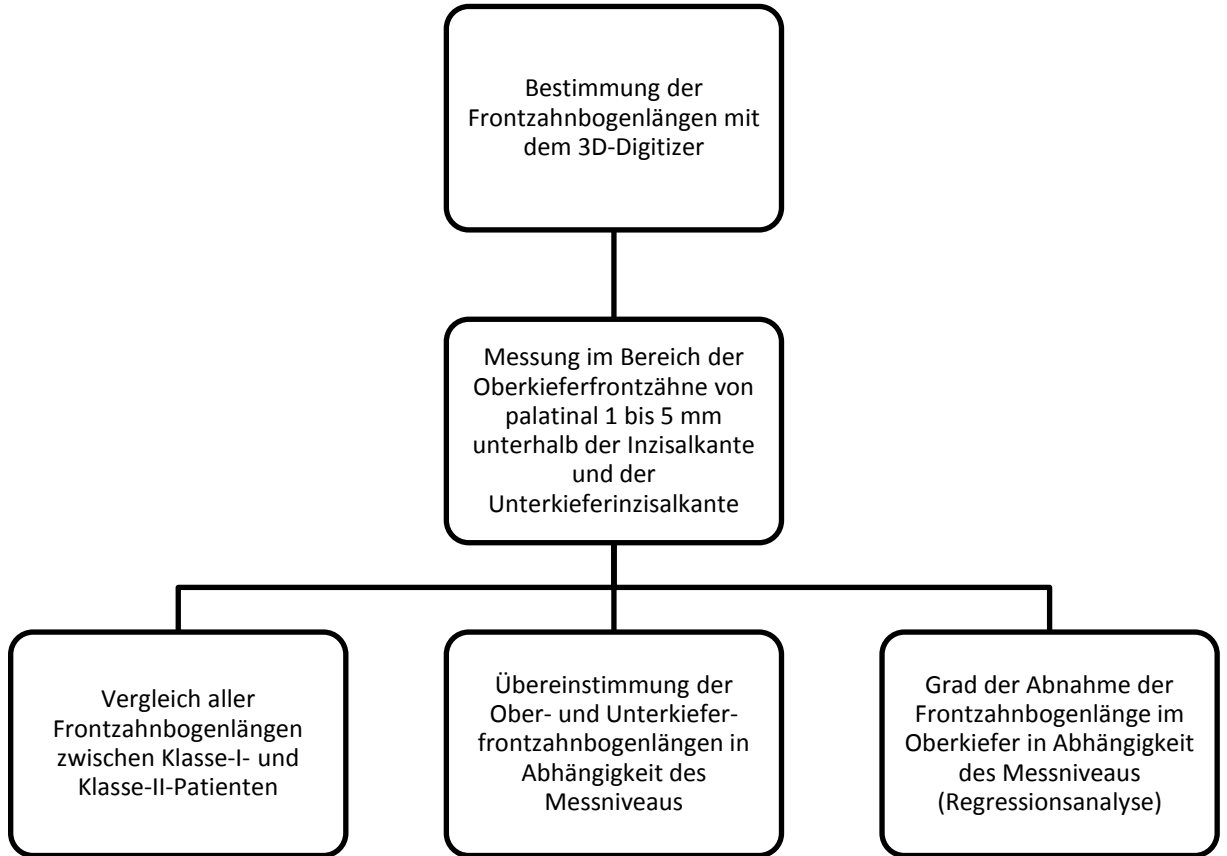 Bestimmung der
Frontzahnbogenlängen mit
dem 3D-Digitizer
Messung im Bereich der
Oberkieferfrontzähne von
palatinal 1 bis 5 mm
unterhalb der Inzisalkante
und der
Unterkieferinzisalkante
Vergleich aller
Frontzahnbogenlängen
zwischen Klasse-I- und
Klasse-II-Patienten
Übereinstimmung der
Ober- und Unterkiefer-
frontzahnbogenlängen in
Abhängigkeit des
Messniveaus
Grad der Abnahme der
Frontzahnbogenlänge im
Oberkiefer in Abhängigkeit
des Messniveaus
(Regressionsanalyse)